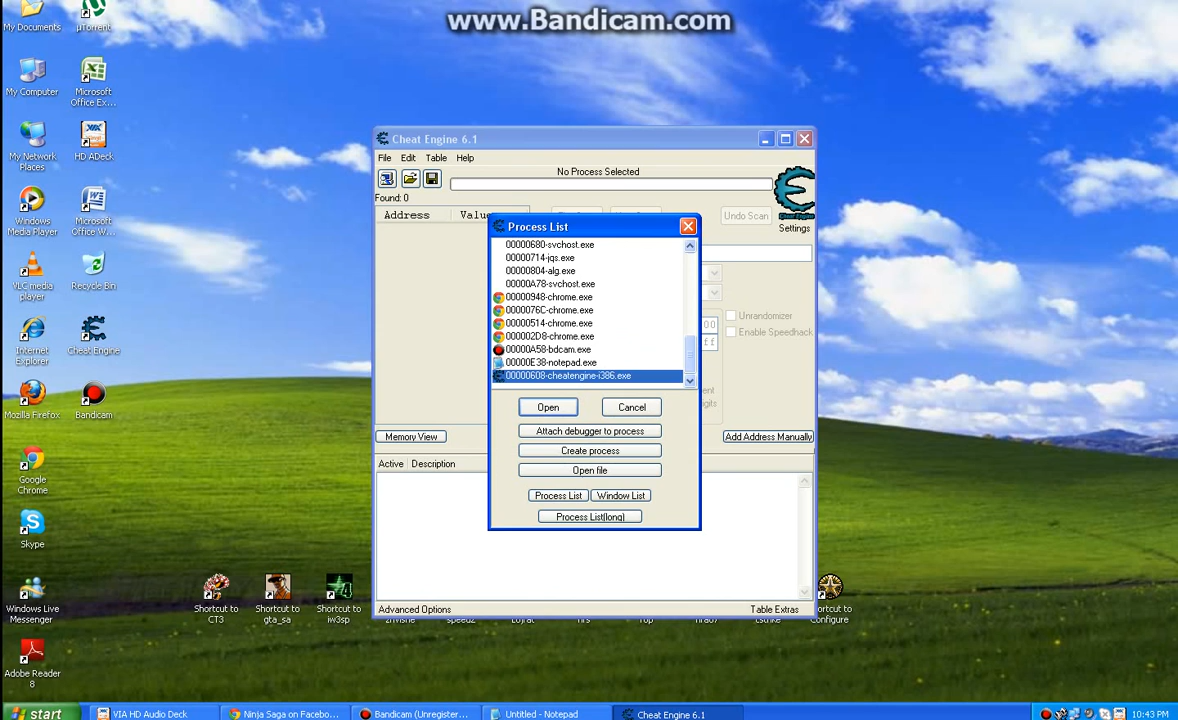 www.Bandicam.com
My Documents
µTorrent
My Computer
Microsoft
Office Ex...
My Network
Places
HD ADeck
Windows
Media Player
Microsoft
Office W...
VLC media
player
Recycle Bin
Internet
Explorer
Cheat Engine
Mozilla Firefox
Bandicam
Google
Chrome
Skype
Windows Live
Messenger
Adobe Reader
8
Shortcut to
CT3
Shortcut to
gta_sa
Shortcut to
iw3sp
Configure
Cheat Engine 6.1
File Edit Table Help
No Process Selected
Found: 0
Address Valu
Undo Scan
Cheat Engine
Settings
Unrandomizer
Enable Speedhack
Memory View
Add Address Manually
Active Description
Advanced Options
Table Extras
Process List
00000680-svchost.exe
00000714-jqs.exe
00000804-alg.exe
00000A78-svchost.exe
00000948-chrome.exe
0000076C-chrome.exe
00000514-chrome.exe
000002D8-chrome.exe
00000A58-bdcam.exe
00000E38-notepad.exe
00000608-cheatengine-i386.exe
Open
Cancel
Attach debugger to process
Create process
Open file
Process List
Window List
Process List(long)
start
VIA HD Audio Deck
Ninja Saga on Facebo...
Bandicam (Unregister...
Untitled - Notepad
Cheat Engine 6.1
10:43 PM